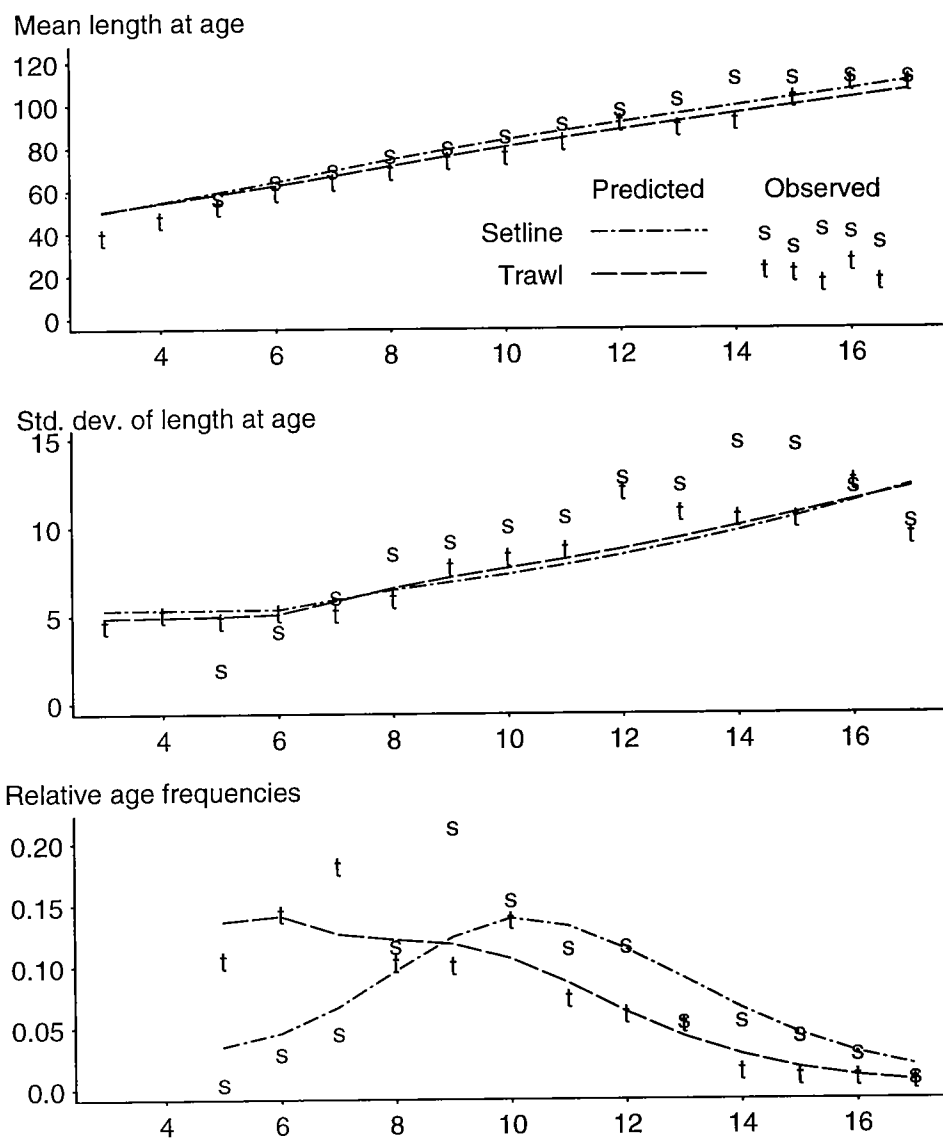 Mean length at age
120
100
80
60
40
20
0
Predicted Observed
Setline s s s s s
Trawl t t t t t
4 6 8 10 12 14 16
Std. dev. of length at age
15
10
5
0
4 6 8 10 12 14 16
Relative age frequencies
0.20
0.15
0.10
0.05
0.0
4 6 8 10 12 14 16